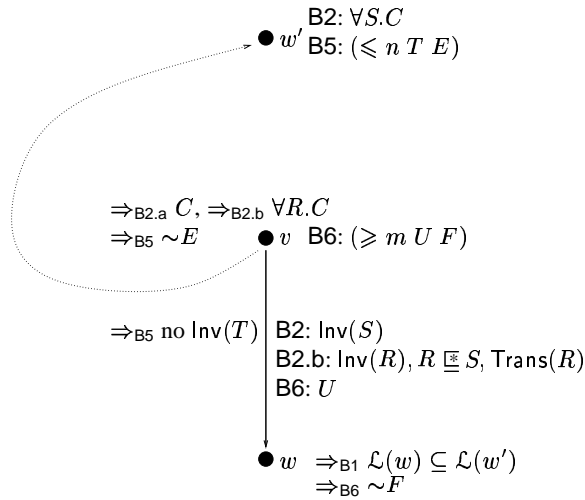 B2: ∀S.C
w′ B5: (⩽ n T E)
⇒B2.a C, ⇒B2.b ∀R.C
⇒B5 ∼E v B6: (⩾ m U F)
⇒B5 no Inv(T) B2: Inv(S)
B2.b: Inv(R), R ⊑* S, Trans(R)
B6: U
w ⇒B1 ℒ(w) ⊆ ℒ(w′)
⇒B6 ∼F